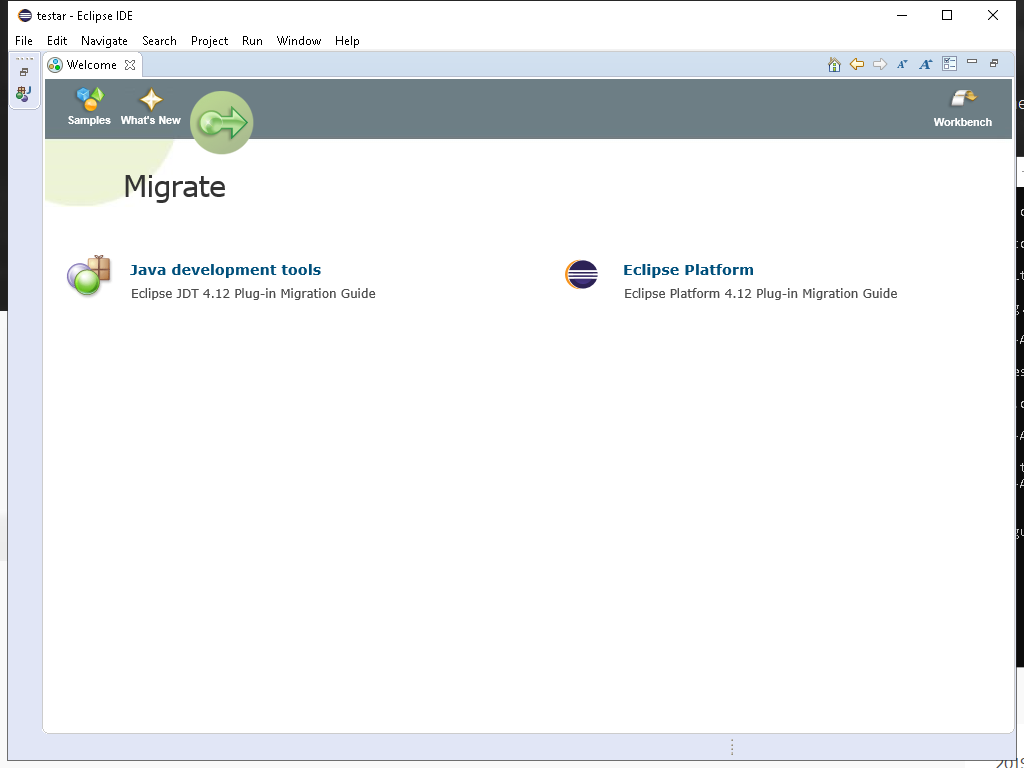 testar - Eclipse IDE
File Edit Navigate Search Project Run Window Help
Welcome
Samples What's New Workbench
Migrate
Java development tools
Eclipse JDT 4.12 Plug-in Migration Guide
Eclipse Platform
Eclipse Platform 4.12 Plug-in Migration Guide